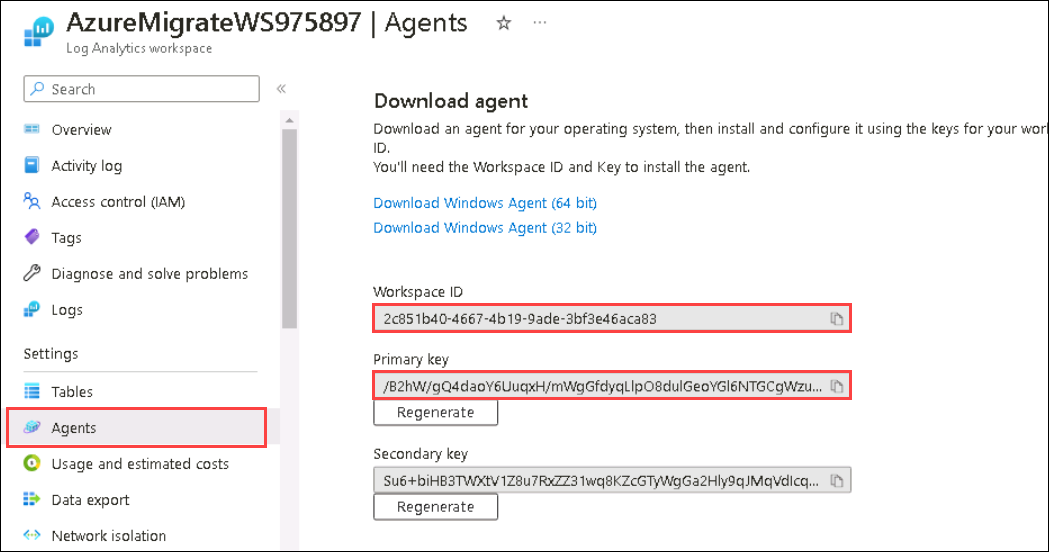 AzureMigrateWS975897 | Agents
Log Analytics workspace
Search
Overview
Activity log
Access control (IAM)
Tags
Diagnose and solve problems
Logs
Settings
Tables
Agents
Usage and estimated costs
Data export
Network isolation
Download agent
Download an agent for your operating system, then install and configure it using the keys for your worl
ID.
You'll need the Workspace ID and Key to install the agent.
Download Windows Agent (64 bit)
Download Windows Agent (32 bit)
Workspace ID
2c851b40-4667-4b19-9ade-3bf3e46aca83
Primary key
/B2hW/gQ4daoY6UuqxH/mWgGfdyqLlpO8dulGeoYGl6NTGCgWzu...
Regenerate
Secondary key
Su6+biHB3TWXtV1Z8u7RxZZ31wq8KZcGTyWgGa2Hly9qJMqVdlcq...
Regenerate